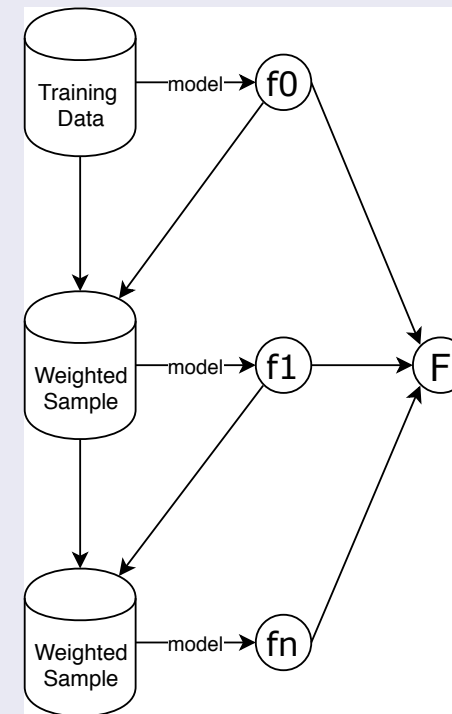 Training
Data
model
f0
Weighted
Sample
model
f1
F
Weighted
Sample
model
fn